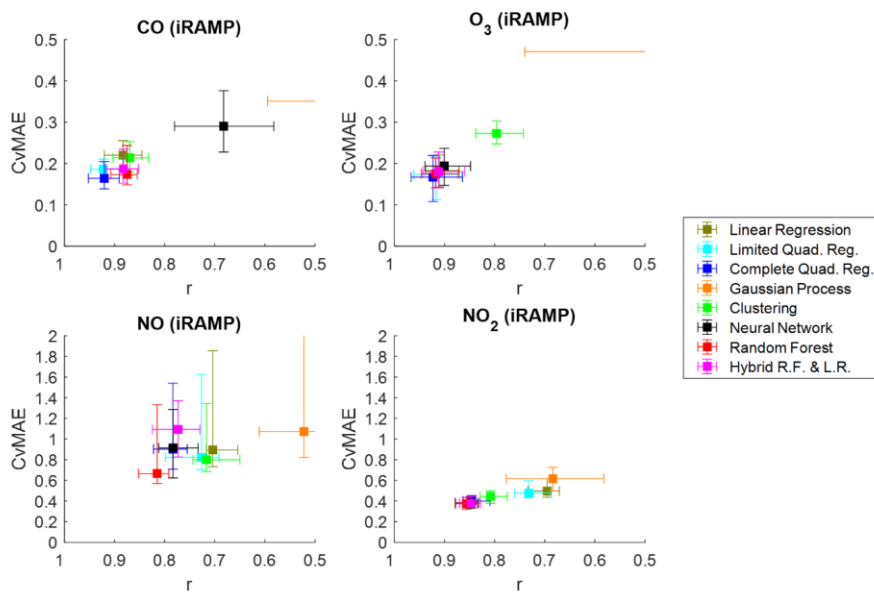 CO (iRAMP)
0.5
0.4
0.3
0.2
0.1
0
CvMAE
1
0.9
0.8
0.7
0.6
0.5
r
O3 (iRAMP)
0.5
0.4
0.3
0.2
0.1
0
CvMAE
1
0.9
0.8
0.7
0.6
0.5
r
NO (iRAMP)
2
1.8
1.6
1.4
1.2
1
0.8
0.6
0.4
0.2
0
CvMAE
1
0.9
0.8
0.7
0.6
0.5
r
NO2 (iRAMP)
2
1.8
1.6
1.4
1.2
1
0.8
0.6
0.4
0.2
0
CvMAE
1
0.9
0.8
0.7
0.6
0.5
r
Linear Regression
Limited Quad. Reg.
Complete Quad. Reg.
Gaussian Process
Clustering
Neural Network
Random Forest
Hybrid R.F. & L.R.